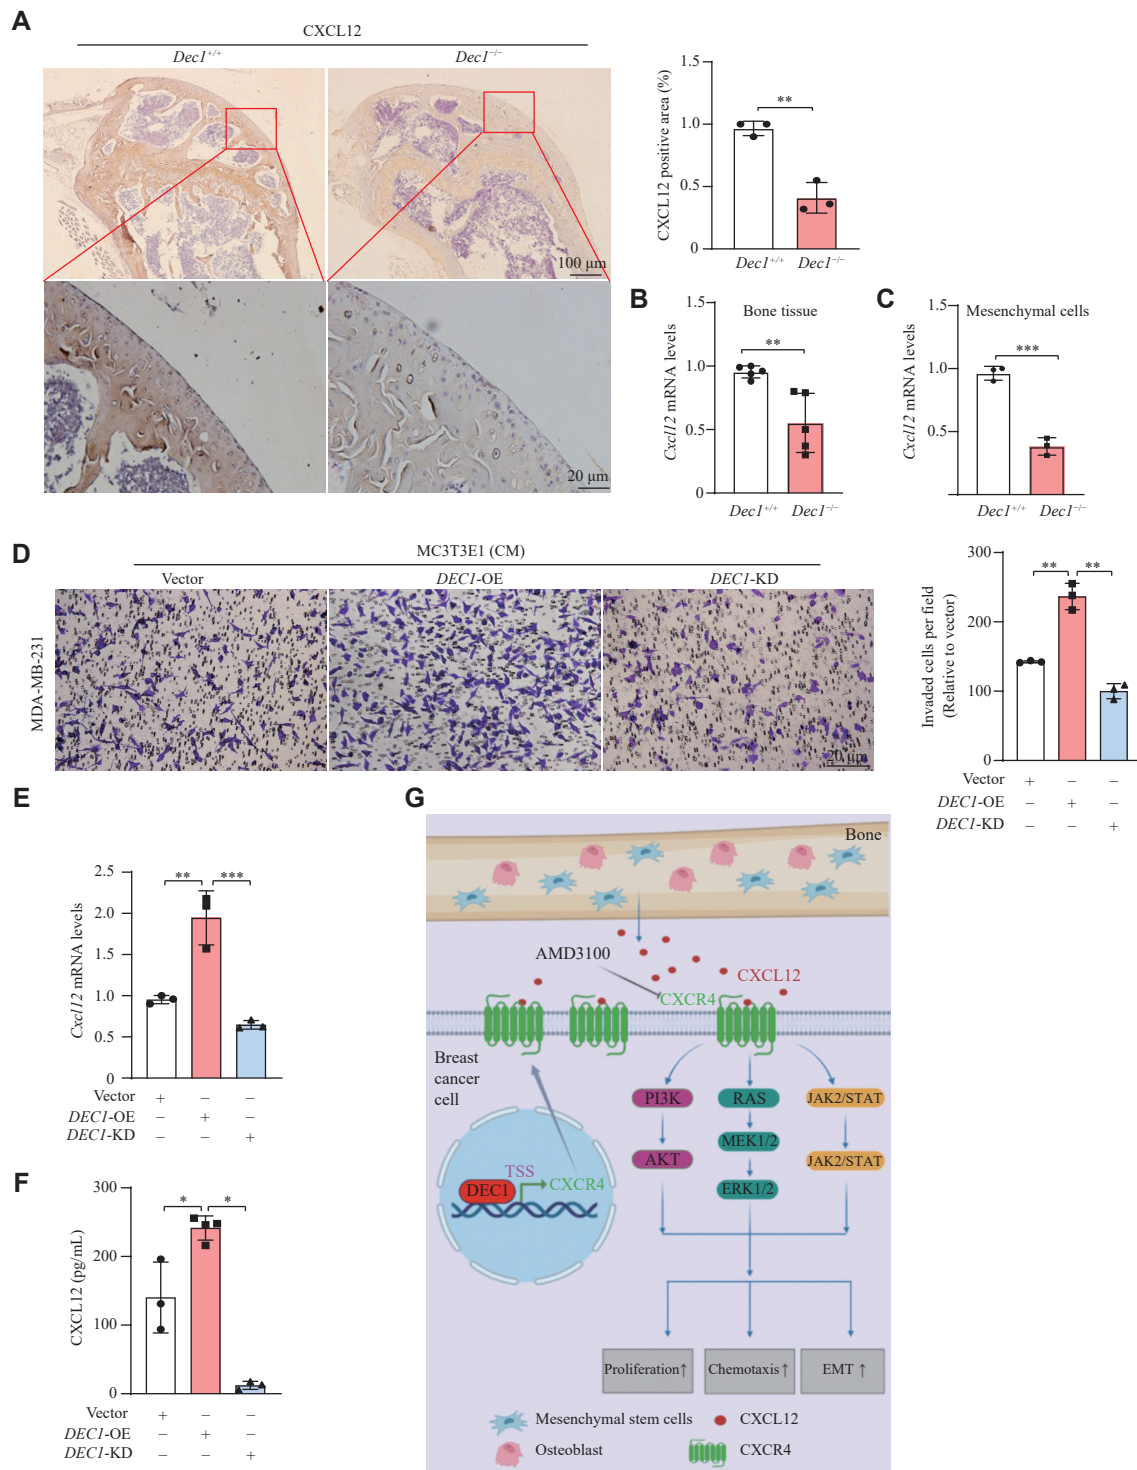 A
CXCL12
Dec1+/+
Dec1−/−
100 μm
20 μm
CXCL12 positive area (%)
1.5
1.0
0.5
0
**
Dec1+/+ Dec1−/−
B
Bone tissue
Cxcl12 mRNA levels
1.5
1.0
0.5
0
**
Dec1+/+ Dec1−/−
C
Mesenchymal cells
Cxcl12 mRNA levels
1.5
1.0
0.5
***
Dec1+/+ Dec1−/−
D
MC3T3E1 (CM)
Vector
DEC1-OE
DEC1-KD
MDA-MB-231
20 μm
Invaded cells per field
(Relative to vector)
300
200
100
0
** **
Vector + − −
DEC1-OE − + −
DEC1-KD − − +
E
Cxcl12 mRNA levels
2.5
2.0
1.5
1.0
0.5
0
** ***
Vector + − −
DEC1-OE − + −
DEC1-KD − − +
F
CXCL12 (pg/mL)
300
200
100
0
* *
Vector + − −
DEC1-OE − + −
DEC1-KD − − +
G
Bone
AMD3100
CXCL12
CXCR4
Breast
cancer
cell
PI3K
RAS
JAK2/STAT
MEK1/2
AKT
JAK2/STAT
ERK1/2
TSS
DEC1
CXCR4
Proliferation↑
Chemotaxis↑
EMT ↑
Mesenchymal stem cells
CXCL12
Osteoblast
CXCR4